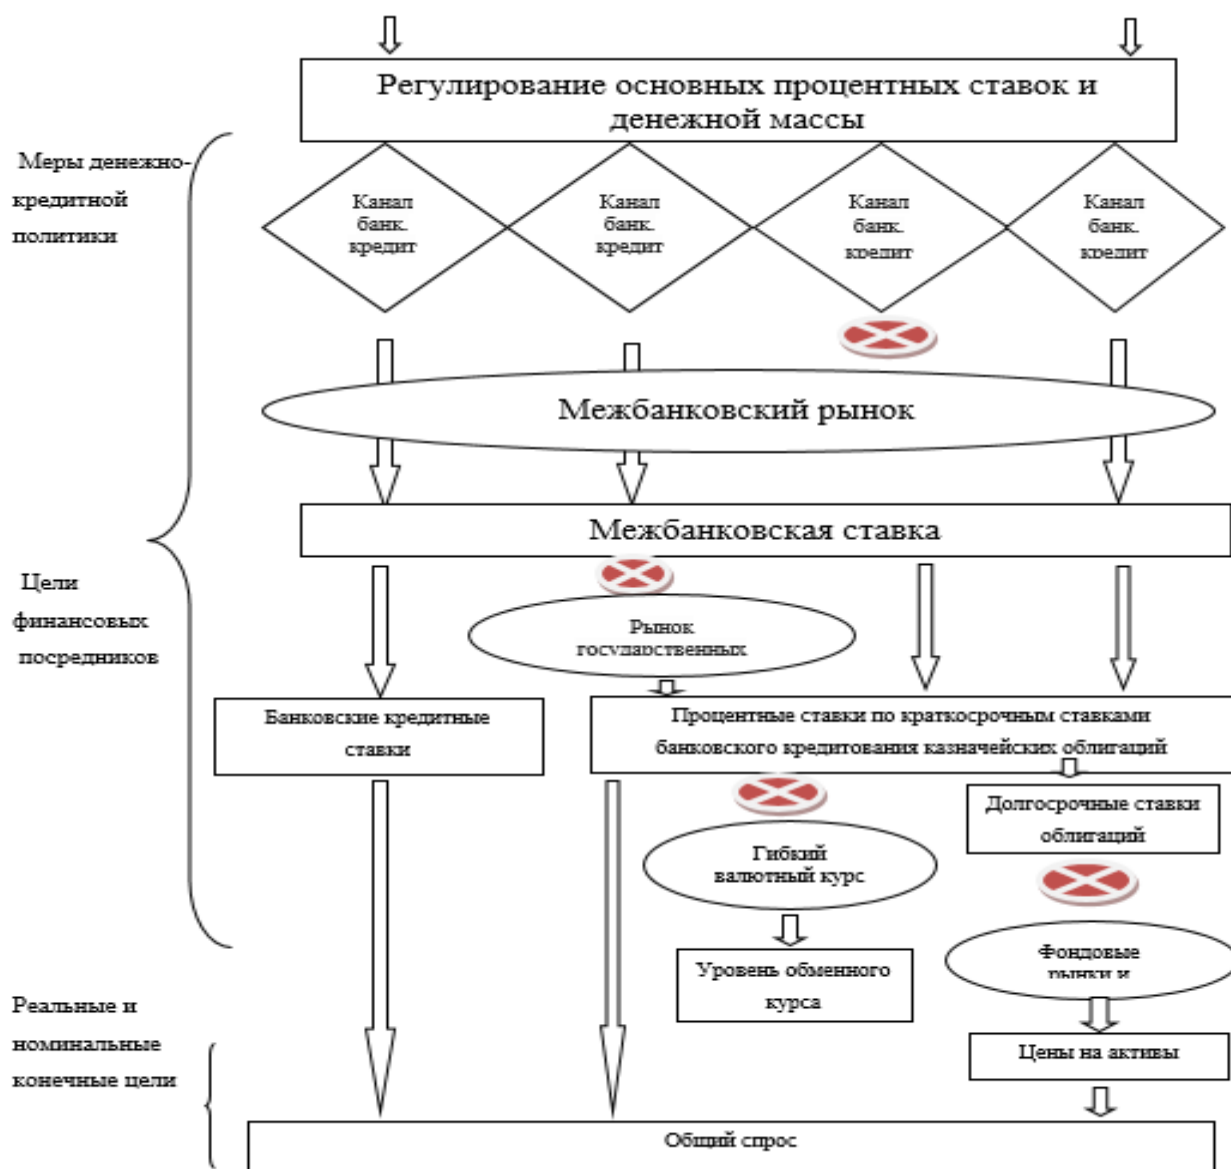 Регулирование основных процентных ставок и
денежной массы
Меры денежно-
кредитной
политики
Канал
банк.
кредит
Канал
банк.
кредит
Канал
банк.
кредит
Канал
банк.
кредит
Межбанковский рынок
Межбанковская ставка
Цели
финансовых
посредников
Рынок
государственных
Банковские кредитные
ставки
Процентные ставки по краткосрочным ставками
банковского кредитования казначейских облигаций
Долгосрочные ставки
облигаций
Гибкий
валютный курс
Уровень обменного
курса
Фондовые
рынки и
Реальные и
номинальные
конечные цели
Цены на активы
Общий спрос